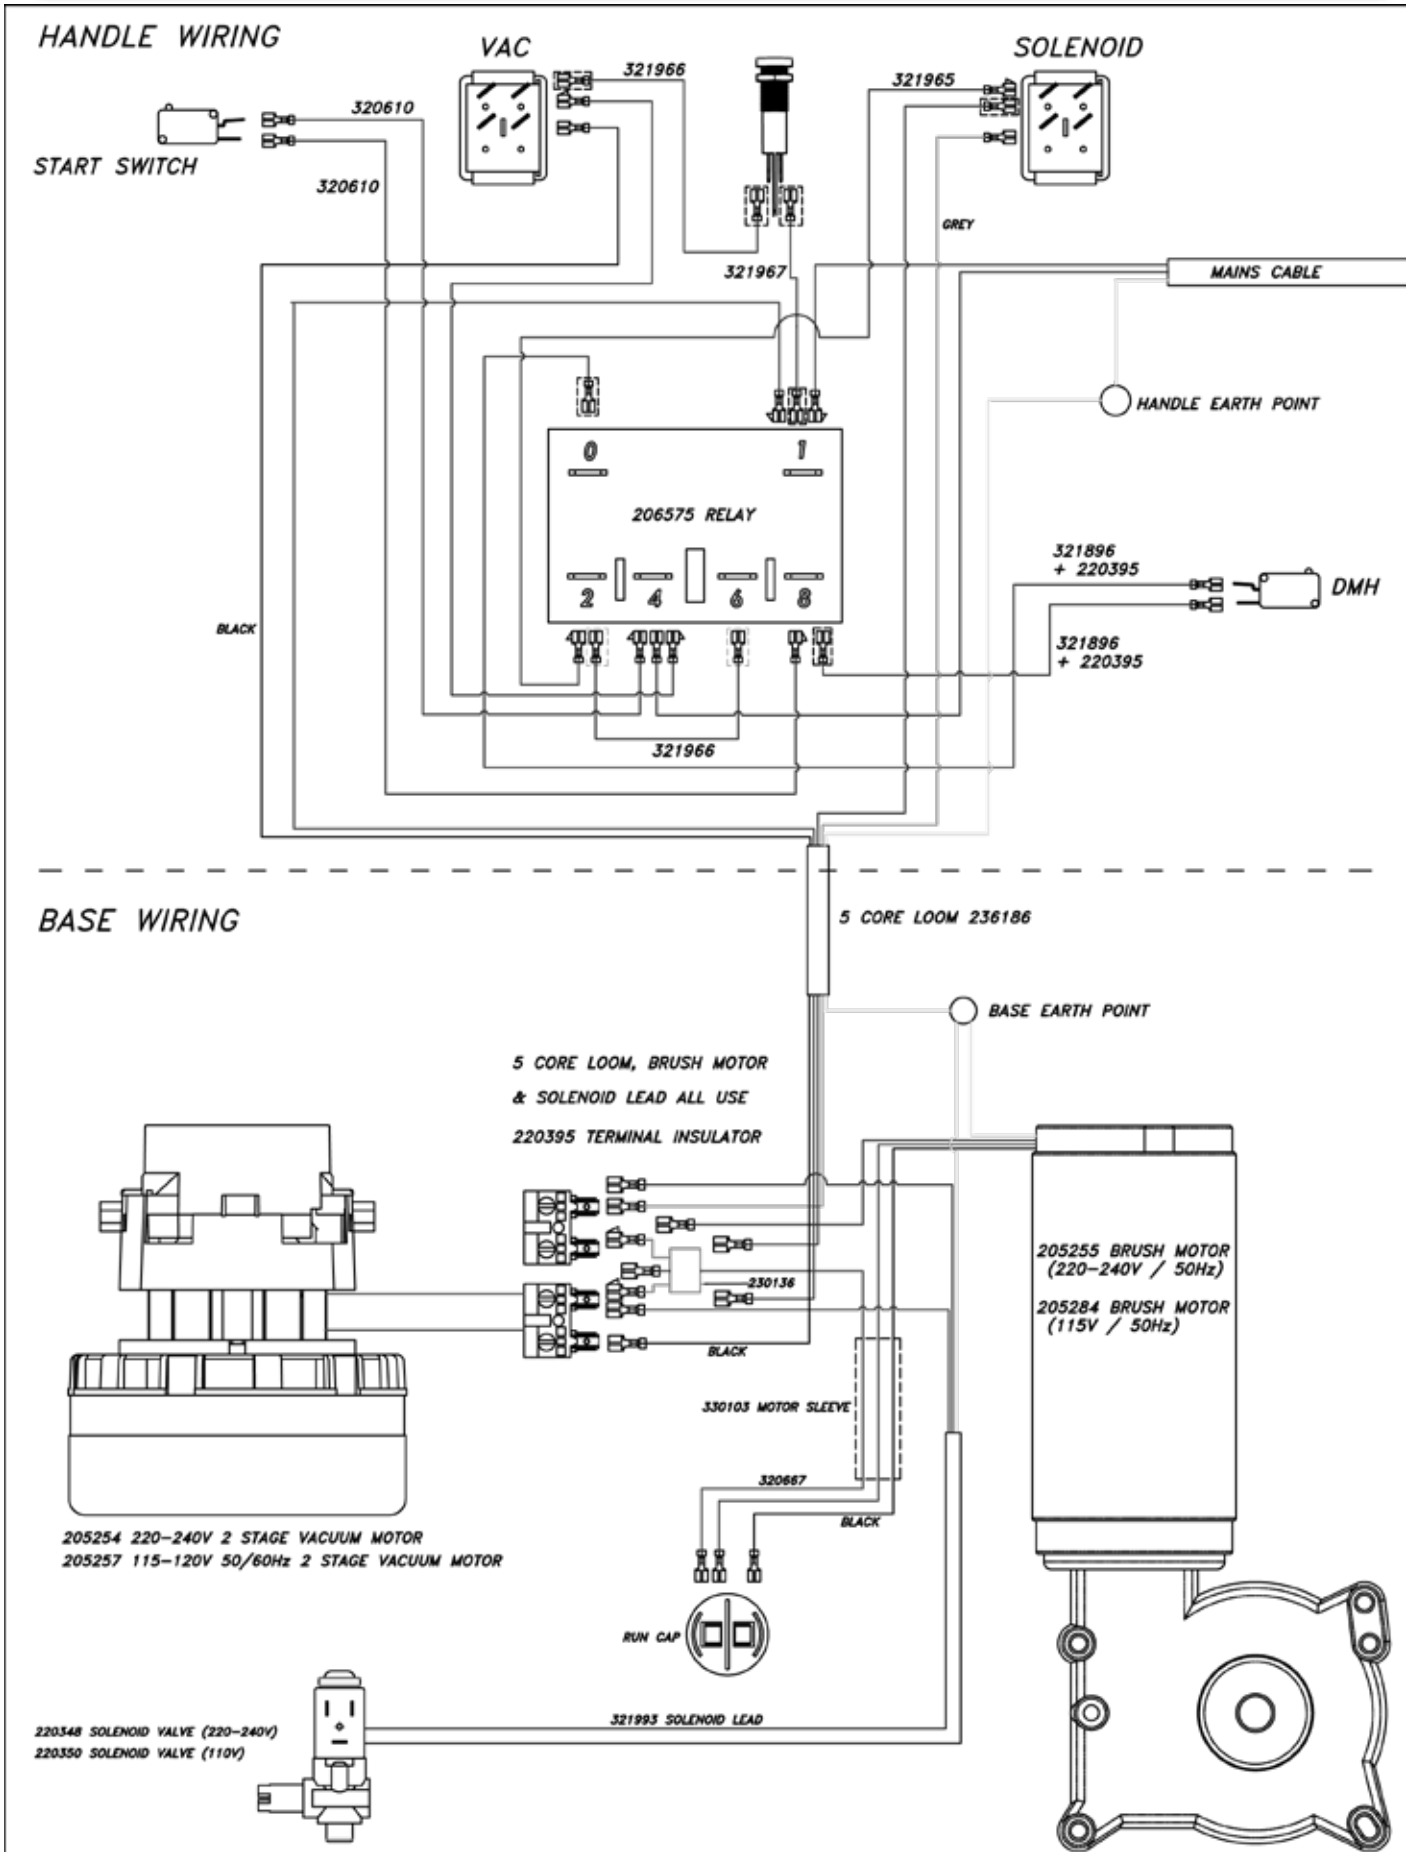 HANDLE WIRING
VAC
SOLENOID
321966
321965
320610
START SWITCH
320610
GREY
321967
MAINS CABLE
HANDLE EARTH POINT
0
1
206575 RELAY
321896
+ 220395
DMH
2
4
6
8
BLACK
321896
+ 220395
321966
BASE WIRING
5 CORE LOOM 236186
BASE EARTH POINT
5 CORE LOOM, BRUSH MOTOR
& SOLENOID LEAD ALL USE
220395 TERMINAL INSULATOR
205255 BRUSH MOTOR
(220-240V / 50Hz)
230136
205284 BRUSH MOTOR
(115V / 50Hz)
BLACK
330103 MOTOR SLEEVE
320667
BLACK
205254 220-240V 2 STAGE VACUUM MOTOR
205257 115-120V 50/60Hz 2 STAGE VACUUM MOTOR
RUN CAP
321993 SOLENOID LEAD
220348 SOLENOID VALVE (220-240V)
220350 SOLENOID VALVE (110V)